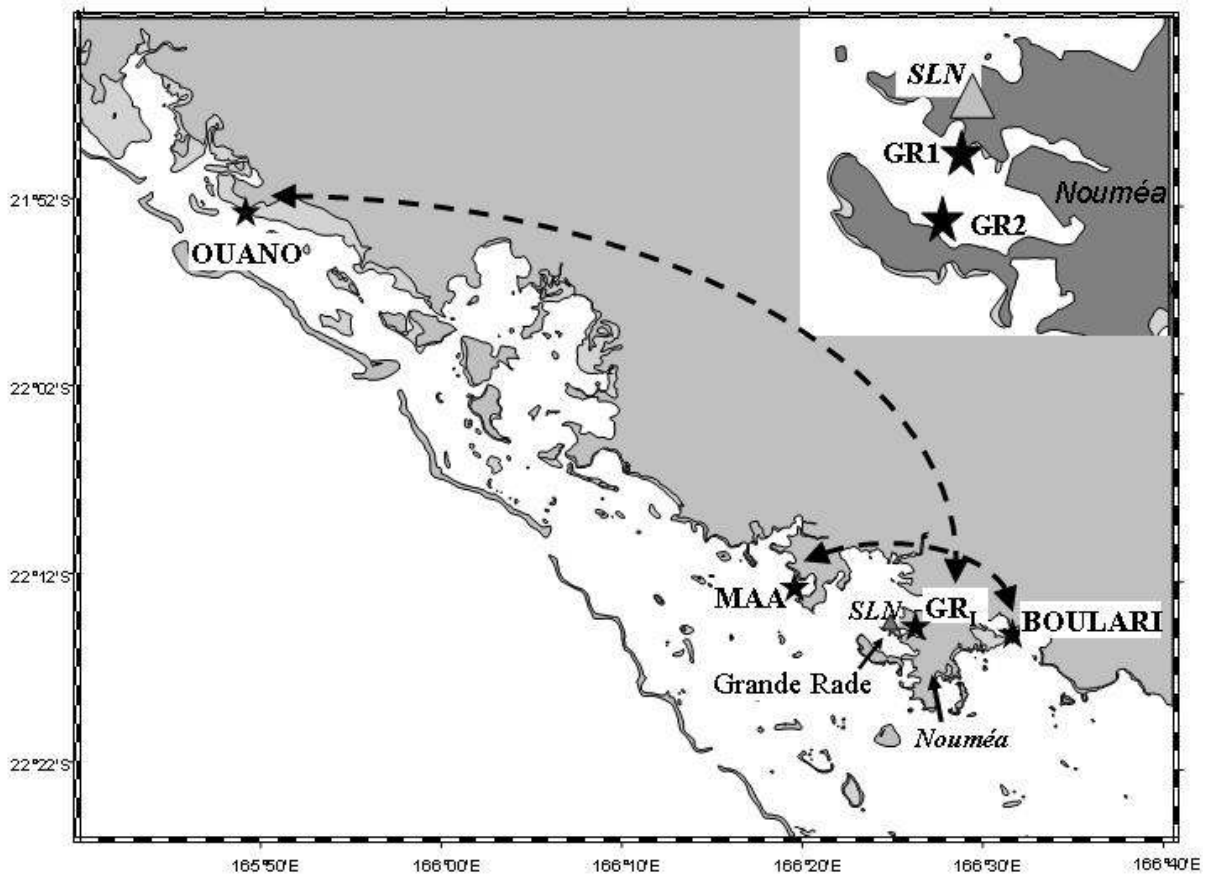 SLN
GR1
Nouméa
GR2
21°52'S
OUANO
22°02'S
22°12'S
MAA
SLN
GRI
BOULARI
Grande Rade
Nouméa
22°22'S
165°50'E
166°00'E
166°10'E
166°20'E
166°30'E
166°40'E